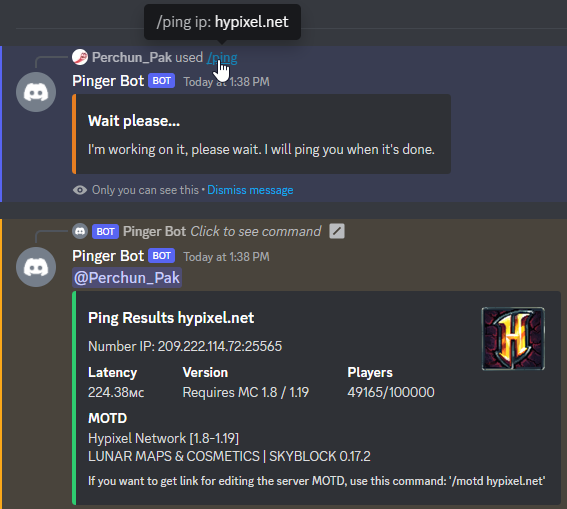 /ping ip: hypixel.net
Perchun_Pak used /ping
Pinger Bot BOT Today at 1:38 PM
Wait please...
I'm working on it, please wait. I will ping you when it's done.
Only you can see this • Dismiss message
BOT Pinger Bot Click to see command
Pinger Bot BOT Today at 1:38 PM
@Perchun_Pak
Ping Results hypixel.net
Number IP: 209.222.114.72:25565
Latency Version Players
224.38мс Requires MC 1.8 / 1.19 49165/100000
MOTD
Hypixel Network [1.8-1.19]
LUNAR MAPS & COSMETICS | SKYBLOCK 0.17.2
If you want to get link for editing the server MOTD, use this command: '/motd hypixel.net'
H